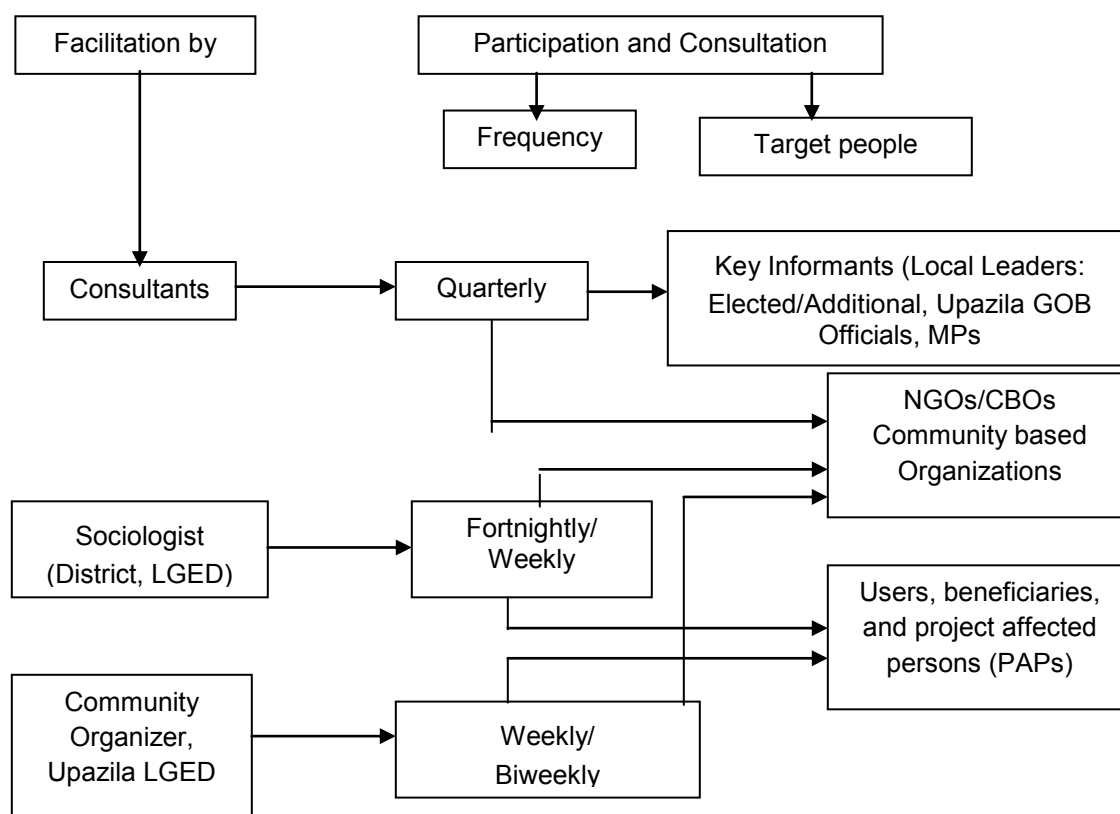 Facilitation by
Participation and Consultation
Frequency
Target people
Consultants
Quarterly
Key Informants (Local Leaders:
Elected/Additional, Upazila GOB
Officials, MPs
NGOs/CBOs
Community based
Organizations
Sociologist
(District, LGED)
Fortnightly/
Weekly
Users, beneficiaries,
and project affected
persons (PAPs)
Community
Organizer,
Upazila LGED
Weekly/
Biweekly